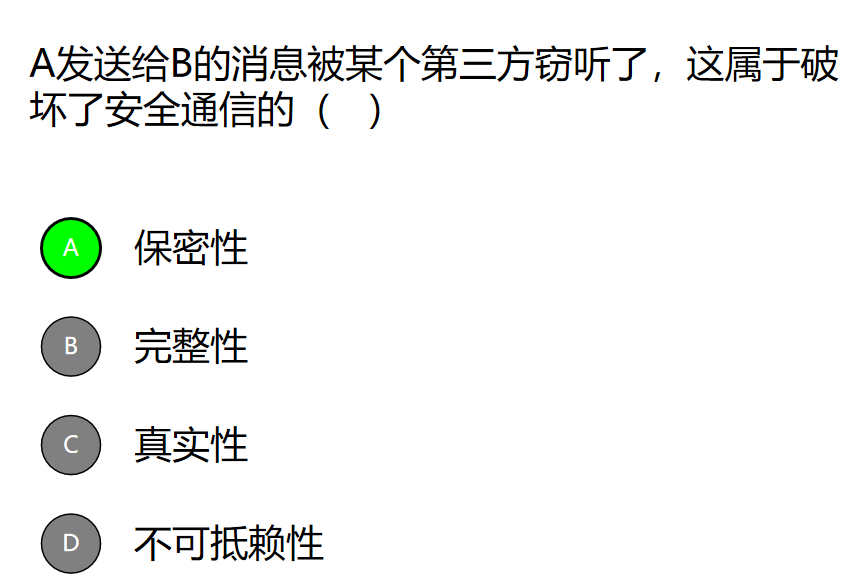 A发送给B的消息被某个第三方窃听了，这属于破
坏了安全通信的（ ）
A 保密性
B 完整性
C 真实性
D 不可抵赖性